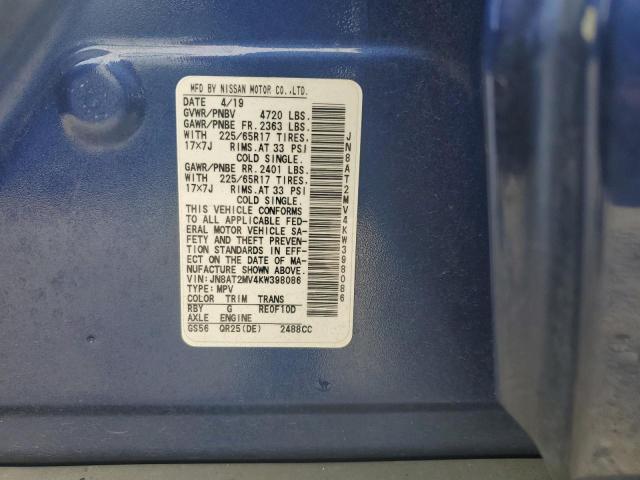 MFD BY NISSAN MOTOR CO.,LTD.
DATE 4/19
GVWR/PNBV 4720 LBS.
GAWR/PNBE FR.2363 LBS.
WITH 225/65R17 TIRES.
17×7J RIMS.AT 33 PSI
COLD SINGLE.
GAWR/PNBE RR.2401 LBS.
WITH 225/65R17 TIRES.
17×7J RIMS.AT 33 PSI
COLD SINGLE.
THIS VEHICLE CONFORMS
TO ALL APPLICABLE FED-
ERAL MOTOR VEHICLE SA-
FETY AND THEFT PREVEN-
TION STANDARDS IN EFF-
ECT ON THE DATE OF MA-
NUFACTURE SHOWN ABOVE.
VIN:JN8AT2MV4KW398086
TYPE:MPV
COLOR TRIM TRANS
RBY G RE0F10D
AXLE ENGINE
GS56 QR25(DE) 2488CC
JN8AT2MV4KW398086